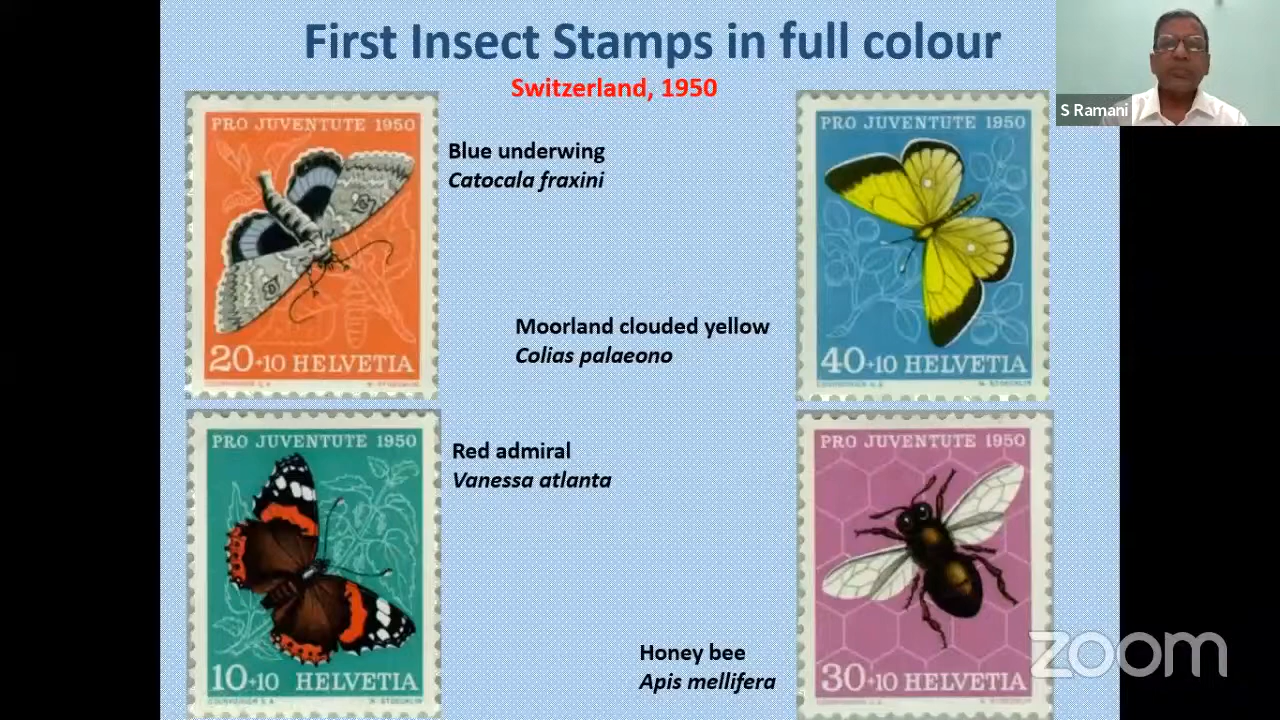 First Insect Stamps in full colour
Switzerland, 1950
S Ramani
PRO JUVENTUTE 1950
20+10 HELVETIA
Blue underwing
Catocala fraxini
PRO JUVENTUTE 1950
40+10 HELVETIA
Moorland clouded yellow
Colias palaeono
PRO JUVENTUTE 1950
10+10 HELVETIA
Red admiral
Vanessa atlanta
PRO JUVENTUTE 1950
30+10 HELVETIA
Honey bee
Apis mellifera
zoom